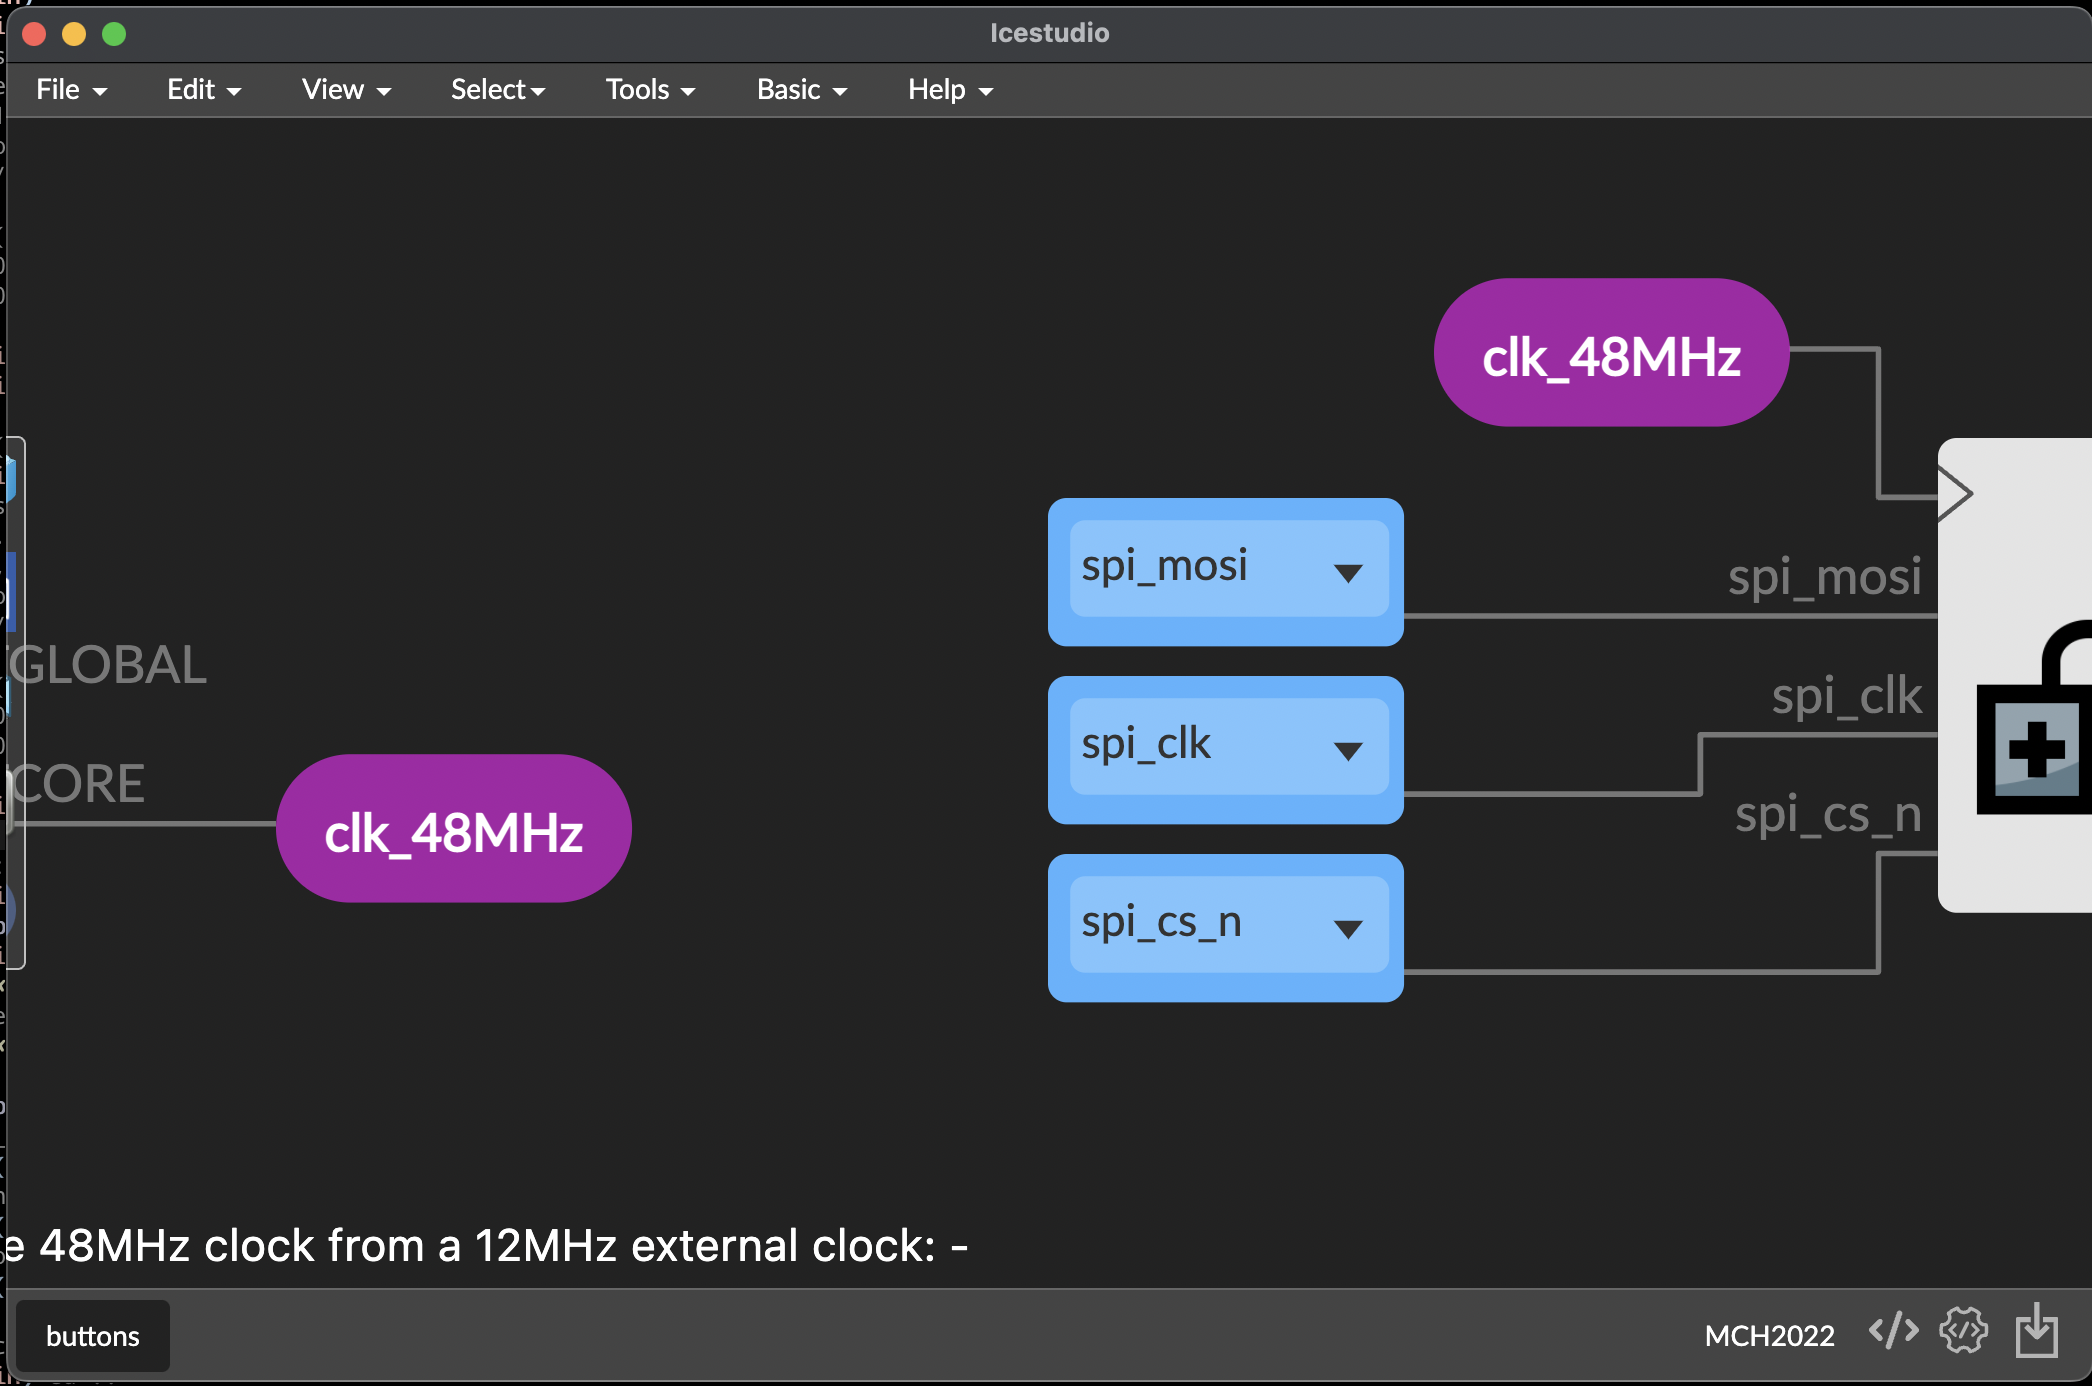 Icestudio
File Edit View Select Tools Basic Help
clk_48MHz
spi_mosi
spi_mosi
GLOBAL
spi_clk
spi_clk
CORE
clk_48MHz
spi_cs_n
spi_cs_n
e 48MHz clock from a 12MHz external clock: -
buttons
MCH2022